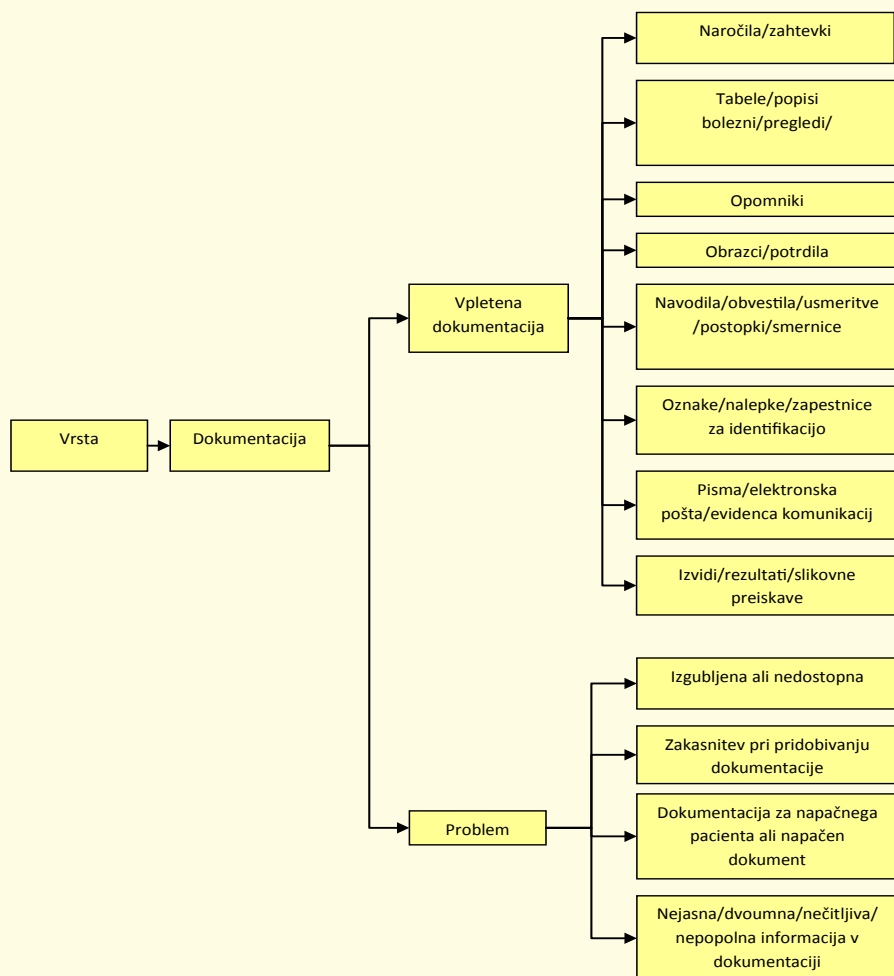 Naročila/zahtevki
Tabele/popisi
bolezni/pregledi/
Opomniki
Obrazci/potrdila
Vpletena
dokumentacija
Navodila/obvestila/usmeritve
/postopki/smernice
Oznake/nalepke/zapestnice
za identifikacijo
Vrsta
Dokumentacija
Pisma/elektronska
pošta/evidenca komunikacij
Izvidi/rezultati/slikovne
preiskave
Izgubljena ali nedostopna
Zakasnitev pri pridobivanju
dokumentacije
Problem
Dokumentacija za napačnega
pacienta ali napačen
dokument
Nejasna/dvoumna/nečitljiva/
nepopolna informacija v
dokumentaciji